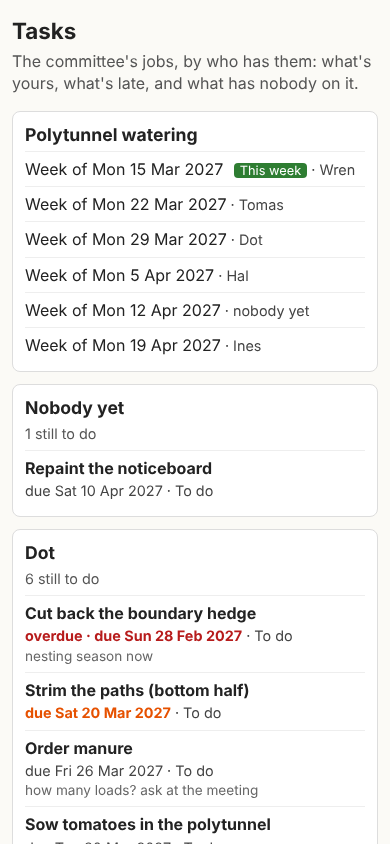 Tasks
The committee's jobs, by who has them: what's
yours, what's late, and what has nobody on it.
Polytunnel watering
Week of Mon 15 Mar 2027 This week · Wren
Week of Mon 22 Mar 2027 · Tomas
Week of Mon 29 Mar 2027 · Dot
Week of Mon 5 Apr 2027 · Hal
Week of Mon 12 Apr 2027 · nobody yet
Week of Mon 19 Apr 2027 · Ines
Nobody yet
1 still to do
Repaint the noticeboard
due Sat 10 Apr 2027 · To do
Dot
6 still to do
Cut back the boundary hedge
overdue · due Sun 28 Feb 2027 · To do
nesting season now
Strim the paths (bottom half)
due Sat 20 Mar 2027 · To do
Order manure
due Fri 26 Mar 2027 · To do
how many loads? ask at the meeting
Sow tomatoes in the polytunnel